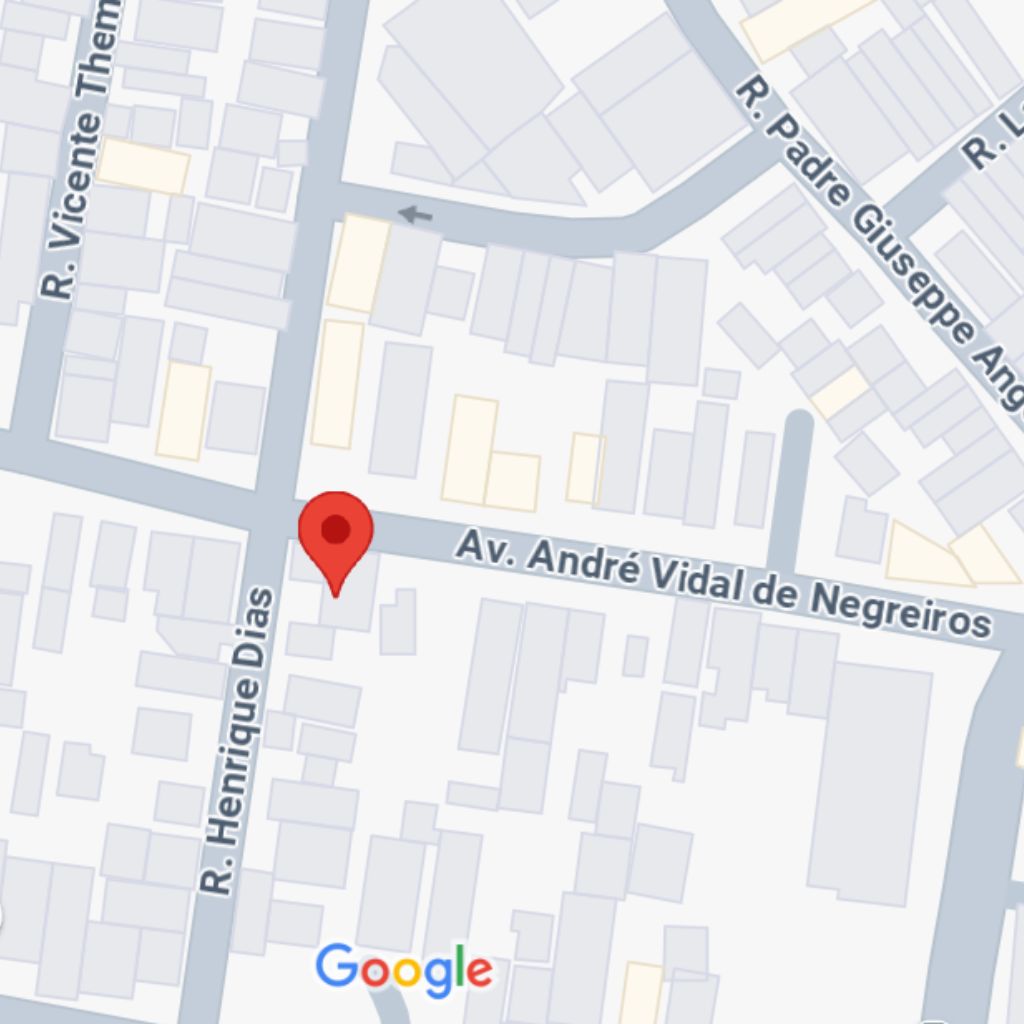 R. Vicente Them
R. Padre Giuseppe Ang
R. L
Av. André Vidal de Negreiros
R. Henrique Dias
Google